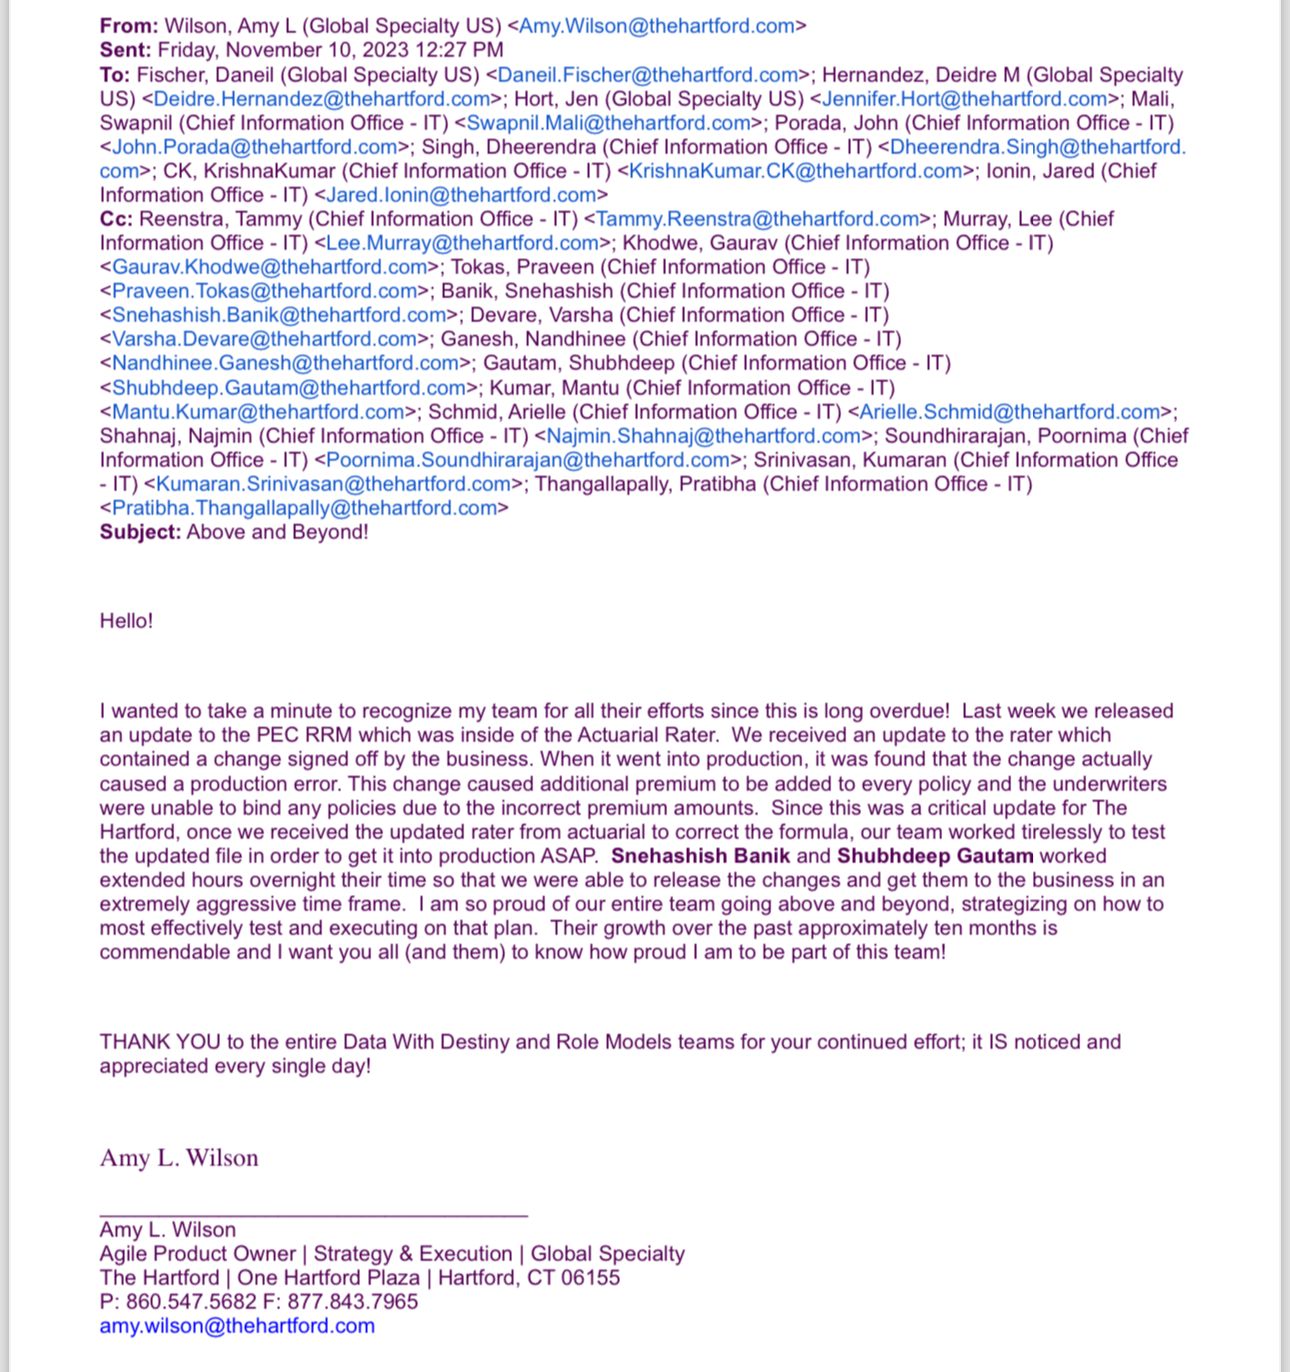 From: Wilson, Amy L (Global Specialty US) <Amy.Wilson@thehartford.com>
Sent: Friday, November 10, 2023 12:27 PM
To: Fischer, Daneil (Global Specialty US) <Daneil.Fischer@thehartford.com>; Hernandez, Deidre M (Global Specialty
US) <Deidre.Hernandez@thehartford.com>; Hort, Jen (Global Specialty US) <Jennifer.Hort@thehartford.com>; Mali,
Swapnil (Chief Information Office - IT) <Swapnil.Mali@thehartford.com>; Porada, John (Chief Information Office - IT)
<John.Porada@thehartford.com>; Singh, Dheerendra (Chief Information Office - IT) <Dheerendra.Singh@thehartford.
com>; CK, KrishnaKumar (Chief Information Office - IT) <KrishnaKumar.CK@thehartford.com>; Ionin, Jared (Chief
Information Office - IT) <Jared.Ionin@thehartford.com>
Cc: Reenstra, Tammy (Chief Information Office - IT) <Tammy.Reenstra@thehartford.com>; Murray, Lee (Chief
Information Office - IT) <Lee.Murray@thehartford.com>; Khodwe, Gaurav (Chief Information Office - IT)
<Gaurav.Khodwe@thehartford.com>; Tokas, Praveen (Chief Information Office - IT)
<Praveen.Tokas@thehartford.com>; Banik, Snehashish (Chief Information Office - IT)
<Snehashish.Banik@thehartford.com>; Devare, Varsha (Chief Information Office - IT)
<Varsha.Devare@thehartford.com>; Ganesh, Nandhinee (Chief Information Office - IT)
<Nandhinee.Ganesh@thehartford.com>; Gautam, Shubhdeep (Chief Information Office - IT)
<Shubhdeep.Gautam@thehartford.com>; Kumar, Mantu (Chief Information Office - IT)
<Mantu.Kumar@thehartford.com>; Schmid, Arielle (Chief Information Office - IT) <Arielle.Schmid@thehartford.com>;
Shahnaj, Najmin (Chief Information Office - IT) <Najmin.Shahnaj@thehartford.com>; Soundhirarajan, Poornima (Chief
Information Office - IT) <Poornima.Soundhirarajan@thehartford.com>; Srinivasan, Kumaran (Chief Information Office
- IT) <Kumaran.Srinivasan@thehartford.com>; Thangallapally, Pratibha (Chief Information Office - IT)
<Pratibha.Thangallapally@thehartford.com>
Subject: Above and Beyond!
Hello!
I wanted to take a minute to recognize my team for all their efforts since this is long overdue!  Last week we released
an update to the PEC RRM which was inside of the Actuarial Rater.  We received an update to the rater which
contained a change signed off by the business. When it went into production, it was found that the change actually
caused a production error. This change caused additional premium to be added to every policy and the underwriters
were unable to bind any policies due to the incorrect premium amounts.  Since this was a critical update for The
Hartford, once we received the updated rater from actuarial to correct the formula, our team worked tirelessly to test
the updated file in order to get it into production ASAP.  Snehashish Banik and Shubhdeep Gautam worked
extended hours overnight their time so that we were able to release the changes and get them to the business in an
extremely aggressive time frame.  I am so proud of our entire team going above and beyond, strategizing on how to
most effectively test and executing on that plan.  Their growth over the past approximately ten months is
commendable and I want you all (and them) to know how proud I am to be part of this team!
THANK YOU to the entire Data With Destiny and Role Models teams for your continued effort; it IS noticed and
appreciated every single day!
Amy L. Wilson
Amy L. Wilson
Agile Product Owner | Strategy & Execution | Global Specialty
The Hartford | One Hartford Plaza | Hartford, CT 06155
P: 860.547.5682 F: 877.843.7965
amy.wilson@thehartford.com